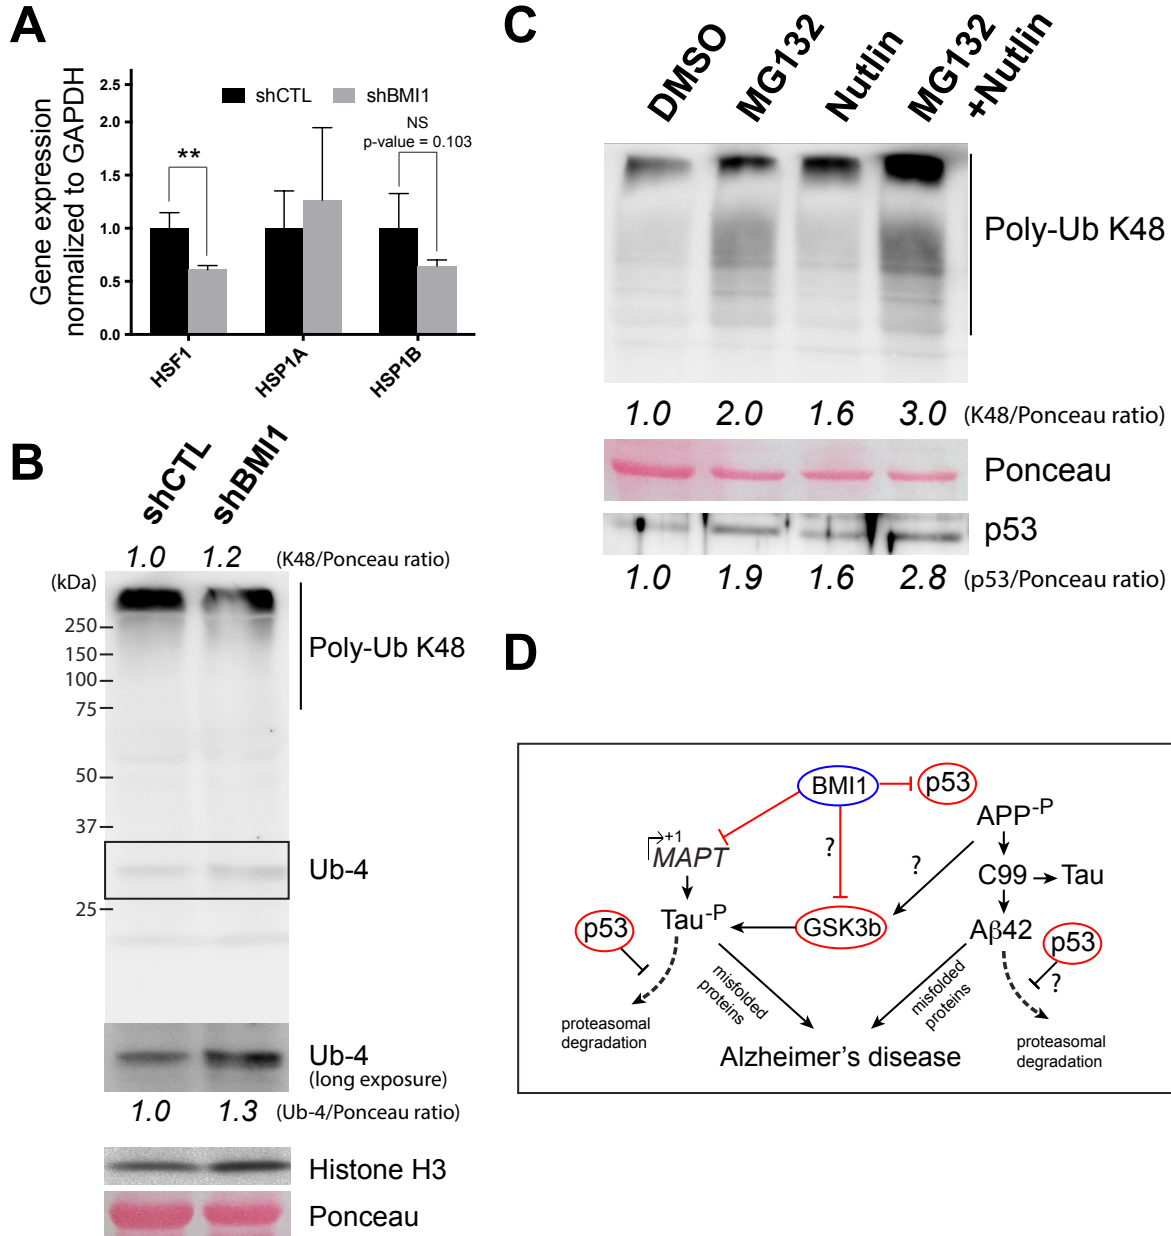 A
Gene expression
normalized to GAPDH
2.5
2.0
1.5
1.0
0.5
0.0
shCTL
shBMI1
**
NS
p-value = 0.103
HSF1
HSP1A
HSP1B
B
shCTL
shBMI1
1.0 1.2 (K48/Ponceau ratio)
(kDa)
250
150
100
75
50
37
25
Poly-Ub K48
Ub-4
Ub-4
(long exposure)
1.0 1.3 (Ub-4/Ponceau ratio)
Histone H3
Ponceau
C
DMSO
MG132
Nutlin
MG132
+Nutlin
Poly-Ub K48
1.0 2.0 1.6 3.0 (K48/Ponceau ratio)
Ponceau
p53
1.0 1.9 1.6 2.8 (p53/Ponceau ratio)
D
BMI1
p53
APP-P
+1
MAPT
?
?
C99
Tau
Tau-P
GSK3b
Aβ42
p53
p53
?
misfolded
proteins
misfolded
proteins
proteasomal
degradation
proteasomal
degradation
Alzheimer's disease